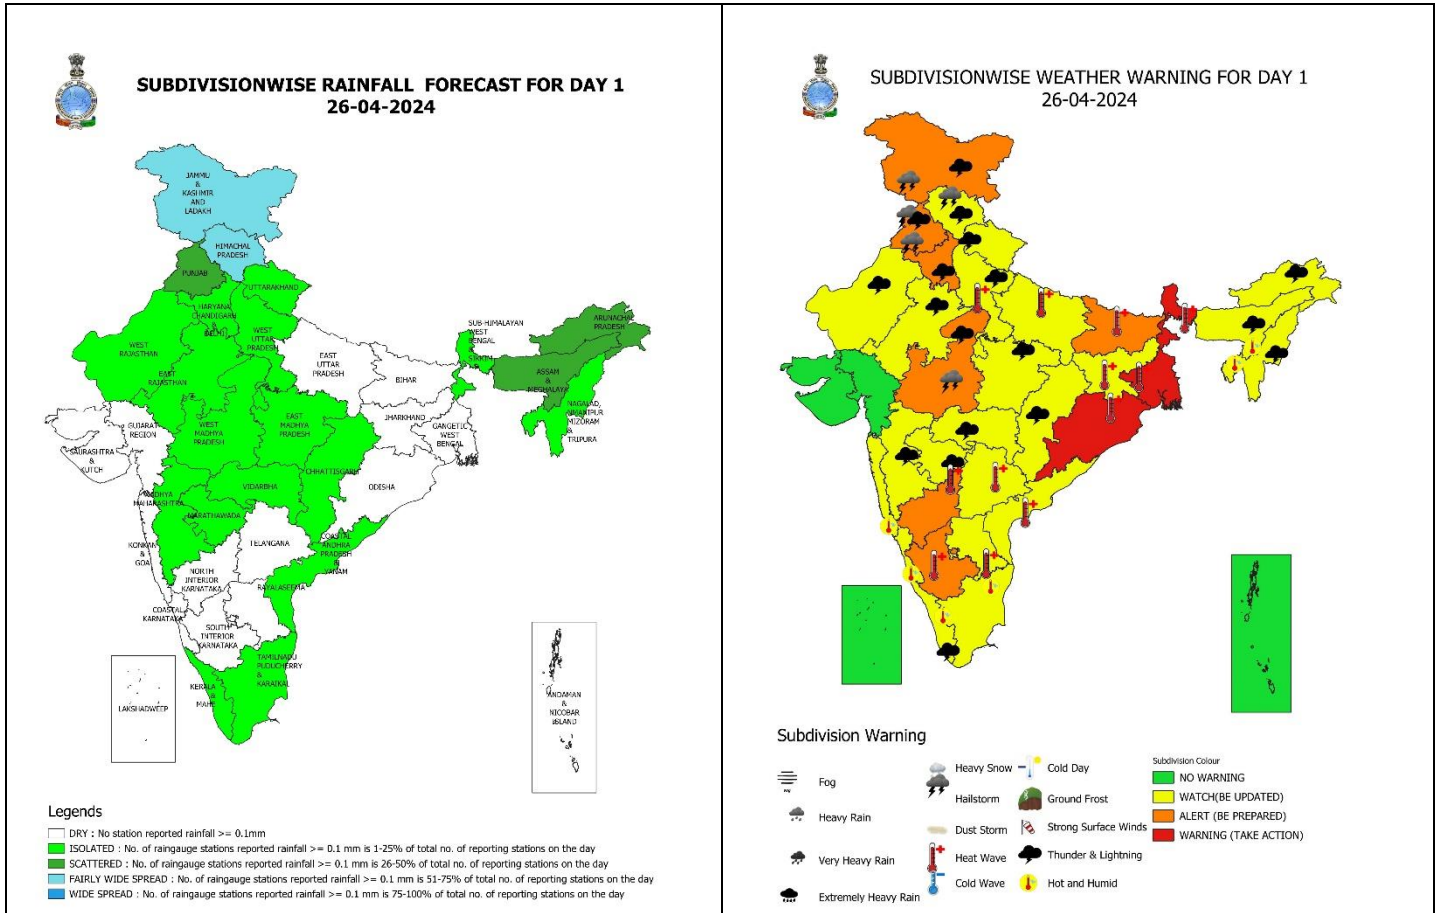 SUBDIVISIONWISE RAINFALL FORECAST FOR DAY 1
26-04-2024
JAMMU
&
KASHMIR
AND
LADAKH
HIMACHAL
PRADESH
PUNJAB
UTTARAKHAND
HARYANA
CHANDIGARH
DELHI
WEST
UTTAR
PRADESH
WEST
RAJASTHAN
EAST
RAJASTHAN
EAST
UTTAR
PRADESH
BIHAR
SUB-HIMALAYAN
WEST
BENGAL
&
SIKKIM
ARUNACHAL
PRADESH
ASSAM
&
MEGHALAYA
NAGALAD,
MANIPUR
MIZORAM
&
TRIPURA
GUJARAT
REGION
SAURASHTRA
&
KUTCH
WEST
MADHYA
PRADESH
EAST
MADHYA
PRADESH
JHARKHAND
GANGETIC
WEST
BENGAL
CHHATTISGARH
ODISHA
VIDARBHA
MADHYA
MAHARASHTRA
MARATHAWADA
KONKAN
&
GOA
TELANGANA
COASTAL
ANDHRA
PRADESH
&
YANAM
NORTH
INTERIOR
KARNATAKA
RAYALASEEMA
COASTAL
KARNATAKA
SOUTH
INTERIOR
KARNATAKA
TAMILNADU
PUDUCHERRY
&
KARAIKAL
KERALA
&
MAHE
LAKSHADWEEP
ANDAMAN
&
NICOBAR
ISLAND
Legends
DRY : No station reported rainfall >= 0.1mm
ISOLATED : No. of raingauge stations reported rainfall >= 0.1 mm is 1-25% of total no. of reporting stations on the day
SCATTERED : No. of raingauge stations reported rainfall >= 0.1 mm is 26-50% of total no. of reporting stations on the day
FAIRLY WIDE SPREAD : No. of raingauge stations reported rainfall >= 0.1 mm is 51-75% of total no. of reporting stations on the day
WIDE SPREAD : No. of raingauge stations reported rainfall >= 0.1 mm is 75-100% of total no. of reporting stations on the day
SUBDIVISIONWISE WEATHER WARNING FOR DAY 1
26-04-2024
Subdivision Warning
Fog
Heavy Rain
Very Heavy Rain
Extremely Heavy Rain
Heavy Snow
Hailstorm
Dust Storm
Heat Wave
Cold Wave
Cold Day
Ground Frost
Strong Surface Winds
Thunder & Lightning
Hot and Humid
Subdivision Colour
NO WARNING
WATCH(BE UPDATED)
ALERT (BE PREPARED)
WARNING (TAKE ACTION)